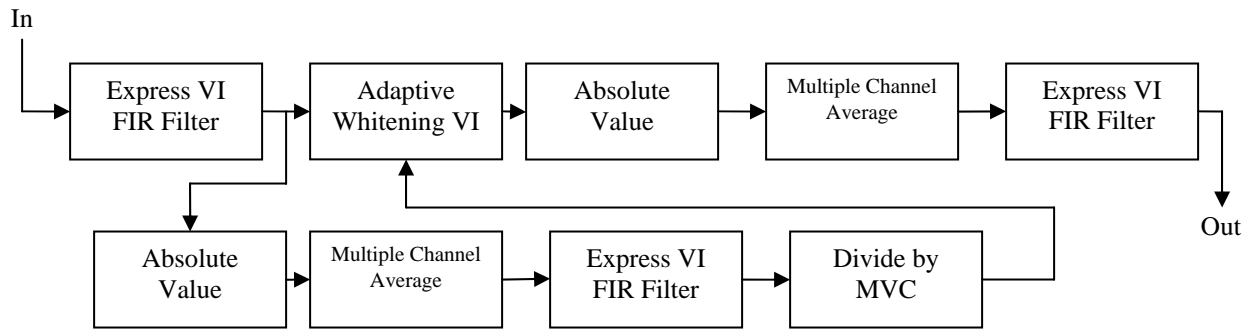 In
Express VI
FIR Filter
Adaptive
Whitening VI
Absolute
Value
Multiple Channel
Average
Express VI
FIR Filter
Out
Absolute
Value
Multiple Channel
Average
Express VI
FIR Filter
Divide by
MVC